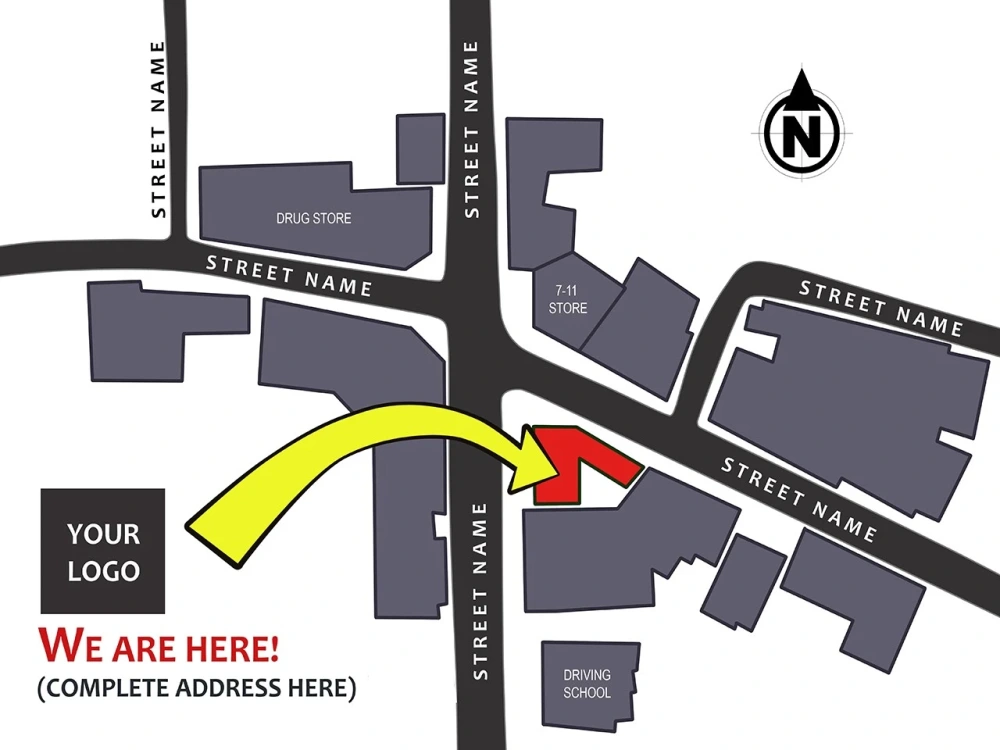 STREET NAME
STREET NAME
N
DRUG STORE
STREET NAME
7-11
STORE
STREET NAME
STREET NAME
YOUR
LOGO
STREET NAME
WE ARE HERE!
(COMPLETE ADDRESS HERE)
DRIVING
SCHOOL